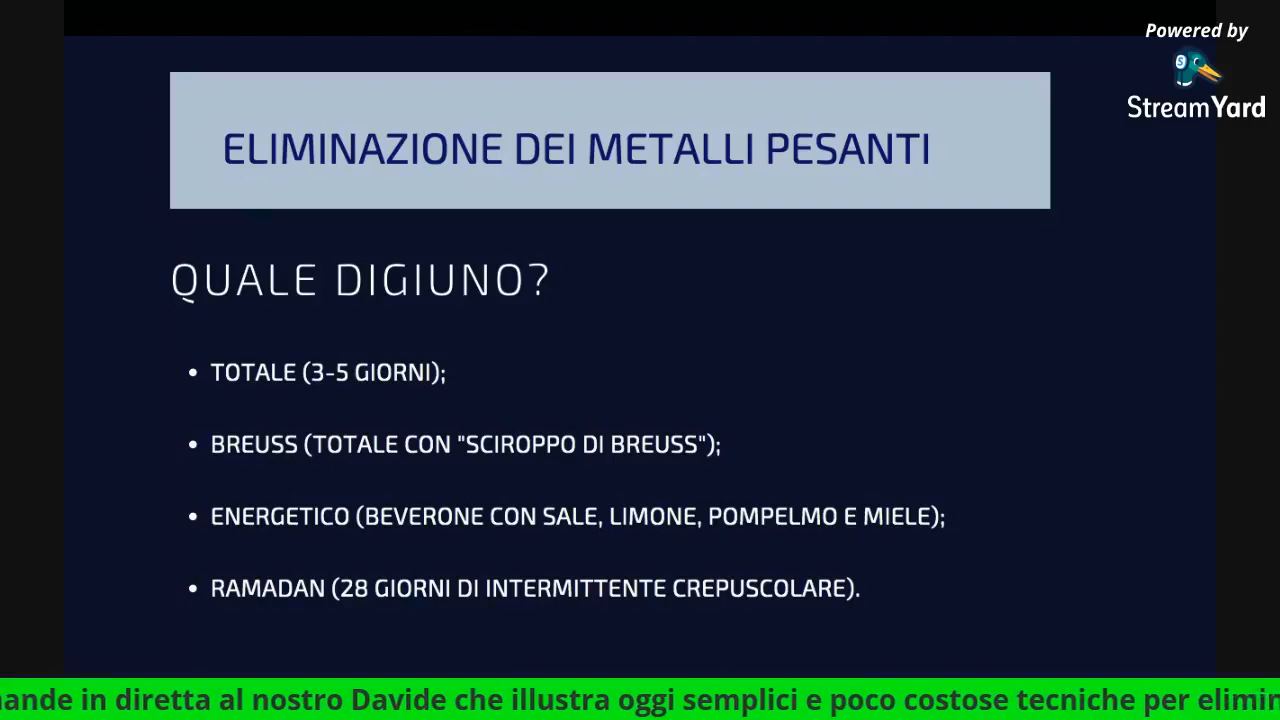 Powered by
StreamYard
ELIMINAZIONE DEI METALLI PESANTI
QUALE DIGIUNO?
• TOTALE (3-5 GIORNI);
• BREUSS (TOTALE CON "SCIROPPO DI BREUSS");
• ENERGETICO (BEVERONE CON SALE, LIMONE, POMPELMO E MIELE);
• RAMADAN (28 GIORNI DI INTERMITTENTE CREPUSCOLARE).
in diretta al nostro Davide che illustra oggi semplici e poco costose tecniche per